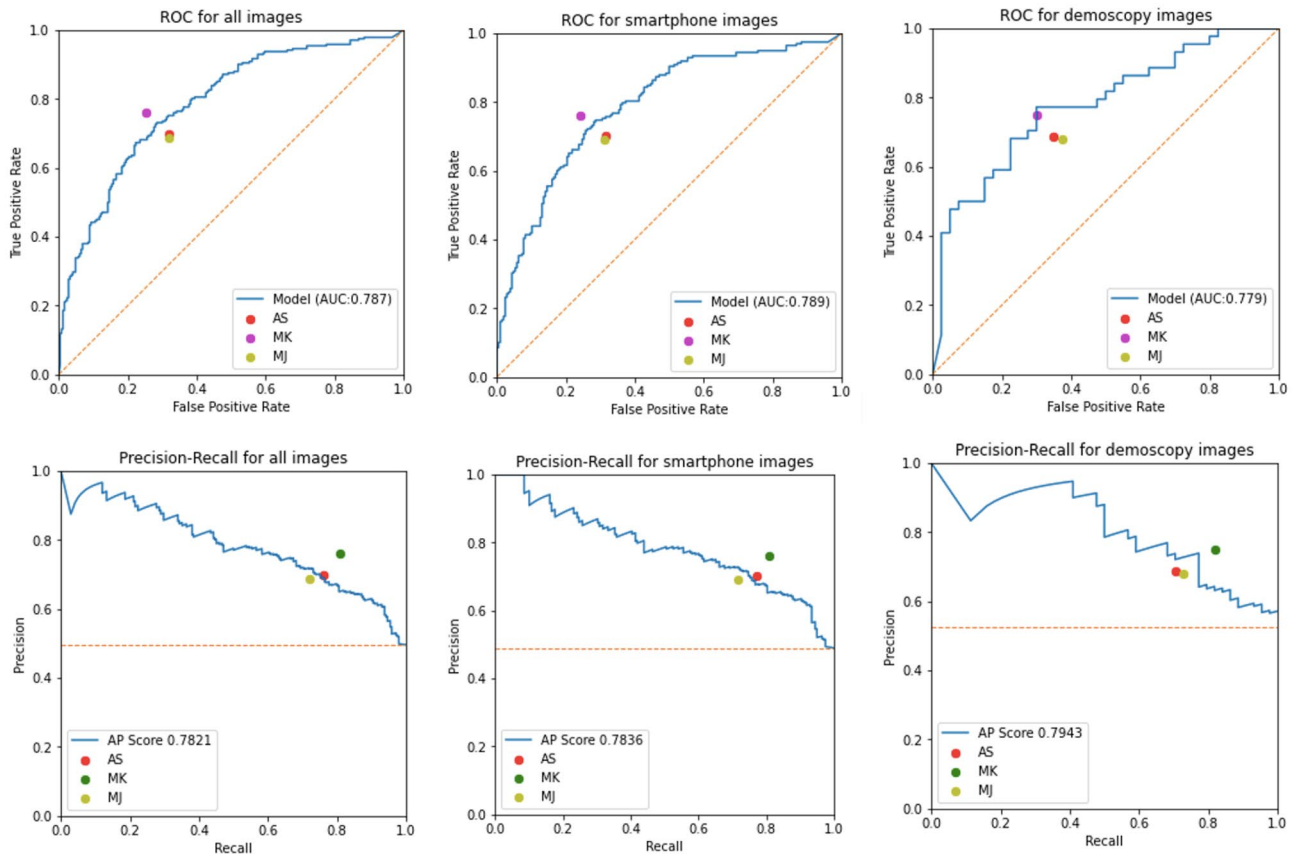 ROC for all images
1.0
0.8
0.6
0.4
0.2
0.0
True Positive Rate
Model (AUC:0.787)
AS
MK
MJ
0.0 0.2 0.4 0.6 0.8 1.0
False Positive Rate
ROC for smartphone images
1.0
0.8
0.6
0.4
0.2
0.0
True Positive Rate
Model (AUC:0.789)
AS
MK
MJ
0.0 0.2 0.4 0.6 0.8 1.0
False Positive Rate
ROC for demoscopy images
1.0
0.8
0.6
0.4
0.2
0.0
True Positive Rate
Model (AUC:0.779)
AS
MK
MJ
0.0 0.2 0.4 0.6 0.8 1.0
False Positive Rate
Precision-Recall for all images
1.0
0.8
0.6
0.4
0.2
0.0
Precision
AP Score 0.7821
AS
MK
MJ
0.0 0.2 0.4 0.6 0.8 1.0
Recall
Precision-Recall for smartphone images
1.0
0.8
0.6
0.4
0.2
0.0
Precision
AP Score 0.7836
AS
MK
MJ
0.0 0.2 0.4 0.6 0.8 1.0
Recall
Precision-Recall for demoscopy images
1.0
0.8
0.6
0.4
0.2
0.0
Precision
AP Score 0.7943
AS
MK
MJ
0.0 0.2 0.4 0.6 0.8 1.0
Recall